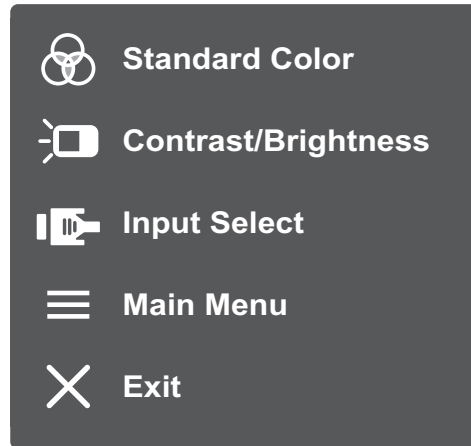 Standard Color
Contrast/Brightness
Input Select
Main Menu
Exit